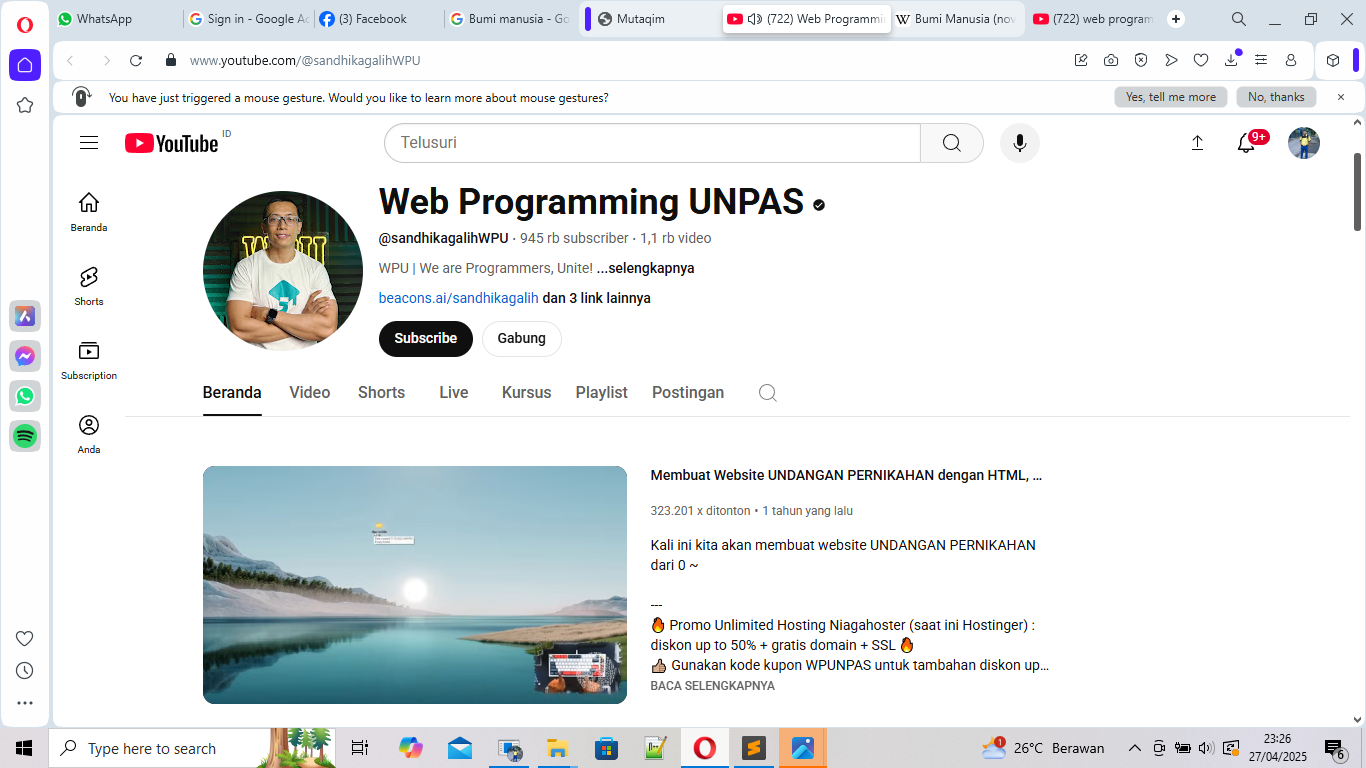 WhatsApp
Sign in - Google Ac
(3) Facebook
Bumi manusia - Go
Mutaqim
(722) Web Programmin
Bumi Manusia (nov
(722) web program
www.youtube.com/@sandhikagalihWPU
You have just triggered a mouse gesture. Would you like to learn more about mouse gestures?
Yes, tell me more
No, thanks
YouTube ID
Telusuri
9+
Beranda
Shorts
Subscription
Anda
Web Programming UNPAS
@sandhikagalihWPU · 945 rb subscriber · 1,1 rb video
WPU | We are Programmers, Unite! ...selengkapnya
beacons.ai/sandhikagalih dan 3 link lainnya
Subscribe
Gabung
Beranda Video Shorts Live Kursus Playlist Postingan
Membuat Website UNDANGAN PERNIKAHAN dengan HTML, ...
323.201 x ditonton • 1 tahun yang lalu
Kali ini kita akan membuat website UNDANGAN PERNIKAHAN
dari 0 ~
---
🔥 Promo Unlimited Hosting Niagahoster (saat ini Hostinger) :
diskon up to 50% + gratis domain + SSL 🔥
👍🏽 Gunakan kode kupon WPUNPAS untuk tambahan diskon up...
BACA SELENGKAPNYA
Type here to search
26°C Berawan
23:26
27/04/2025
6